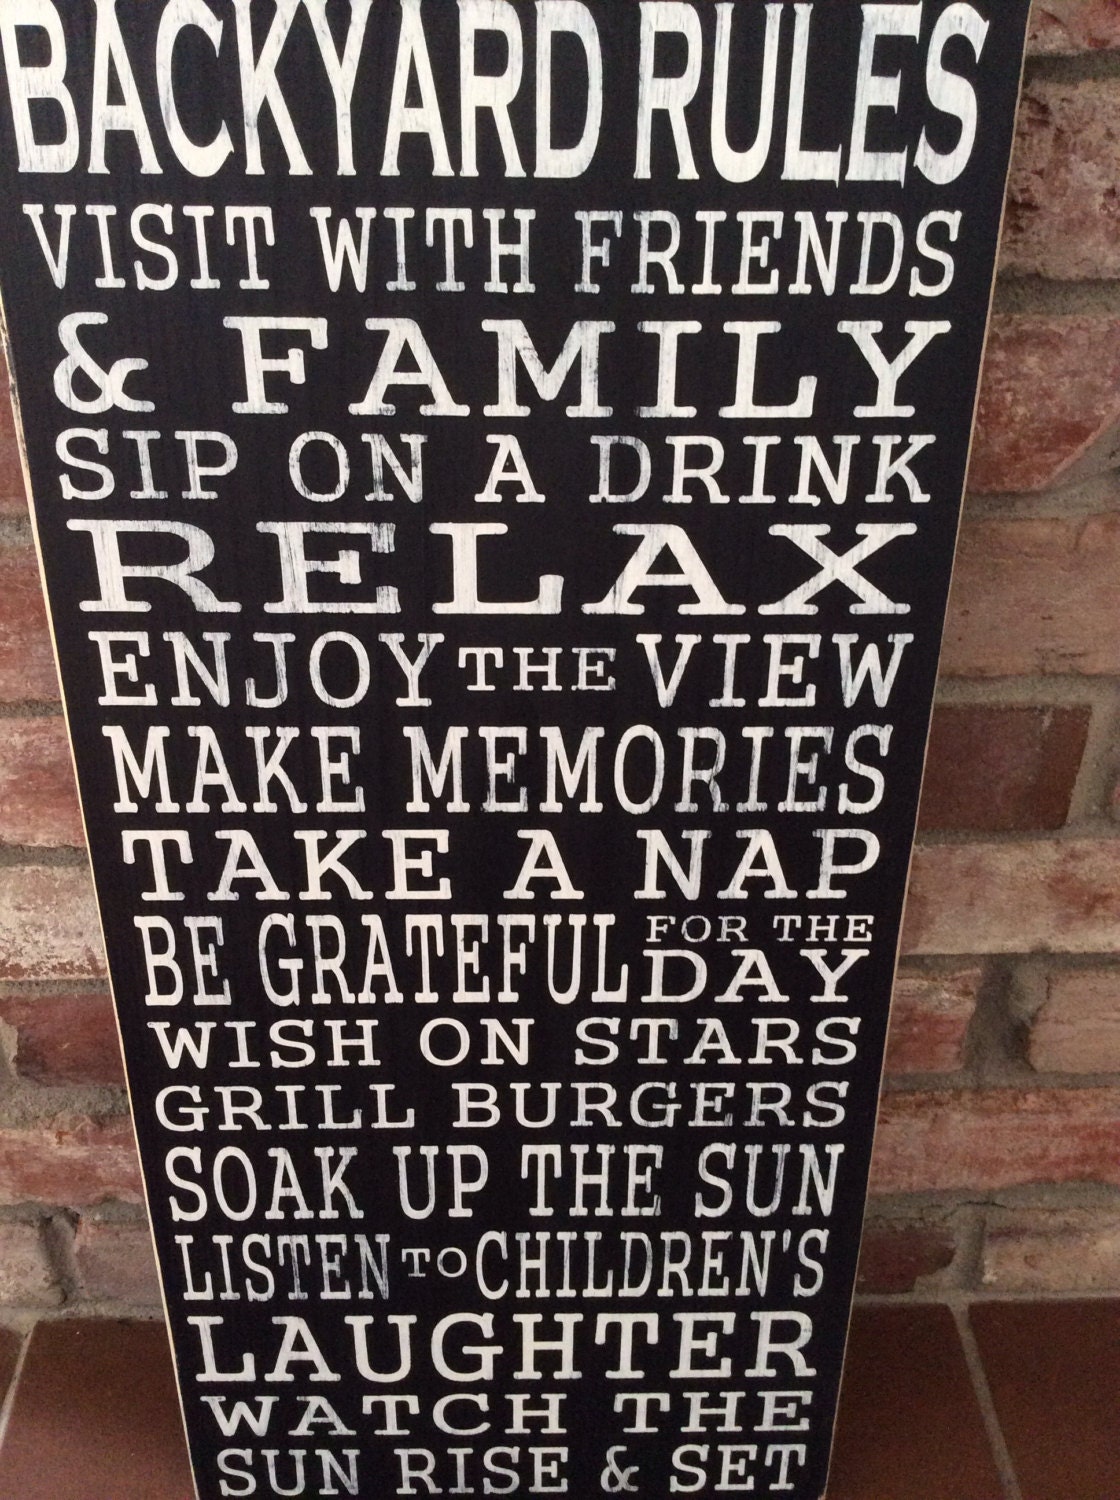 BACKYARD RULES
VISIT WITH FRIENDS
& FAMILY
SIP ON A DRINK
RELAX
ENJOY THE VIEW
MAKE MEMORIES
TAKE A NAP
BE GRATEFUL FOR THE DAY
WISH ON STARS
GRILL BURGERS
SOAK UP THE SUN
LISTEN TO CHILDREN'S
LAUGHTER
WATCH THE
SUN RISE & SET